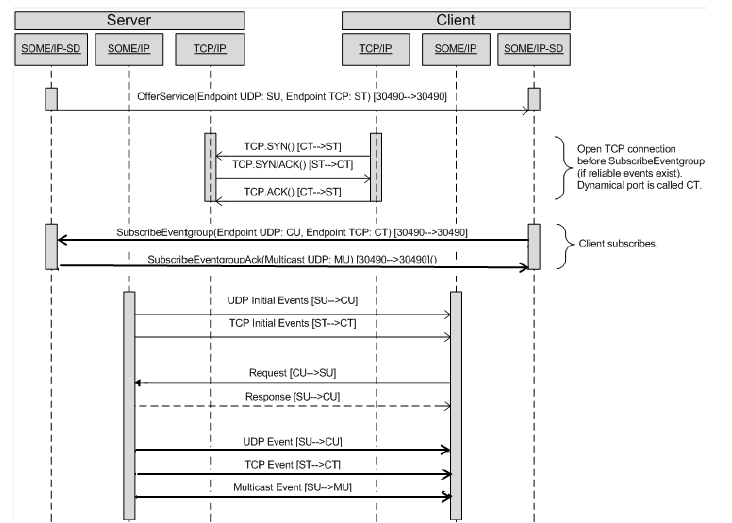 Server
Client
SOME/IP-SD
SOME/IP
TCP/IP
TCP/IP
SOME/IP
SOME/IP-SD
OfferService(Endpoint UDP: SU, Endpoint TCP: ST) [30490-->30490]
TCP.SYN() [CT-->ST]
TCP.SYN/ACK() [ST-->CT]
TCP.ACK() [CT-->ST]
Open TCP connection
before SubscribeEventgroup
(if reliable events exist).
Dynamical port is called CT.
SubscribeEventgroup(Endpoint UDP: CU, Endpoint TCP: CT) [30490-->30490]
Client subscribes.
SubscribeEventgroupAck(Multicast UDP: MU) [30490-->30490]()
UDP Initial Events [SU-->CU]
TCP Initial Events [ST-->CT]
Request [CU-->SU]
Response [SU-->CU]
UDP Event [SU-->CU]
TCP Event [ST-->CT]
Multicast Event [SU-->MU]